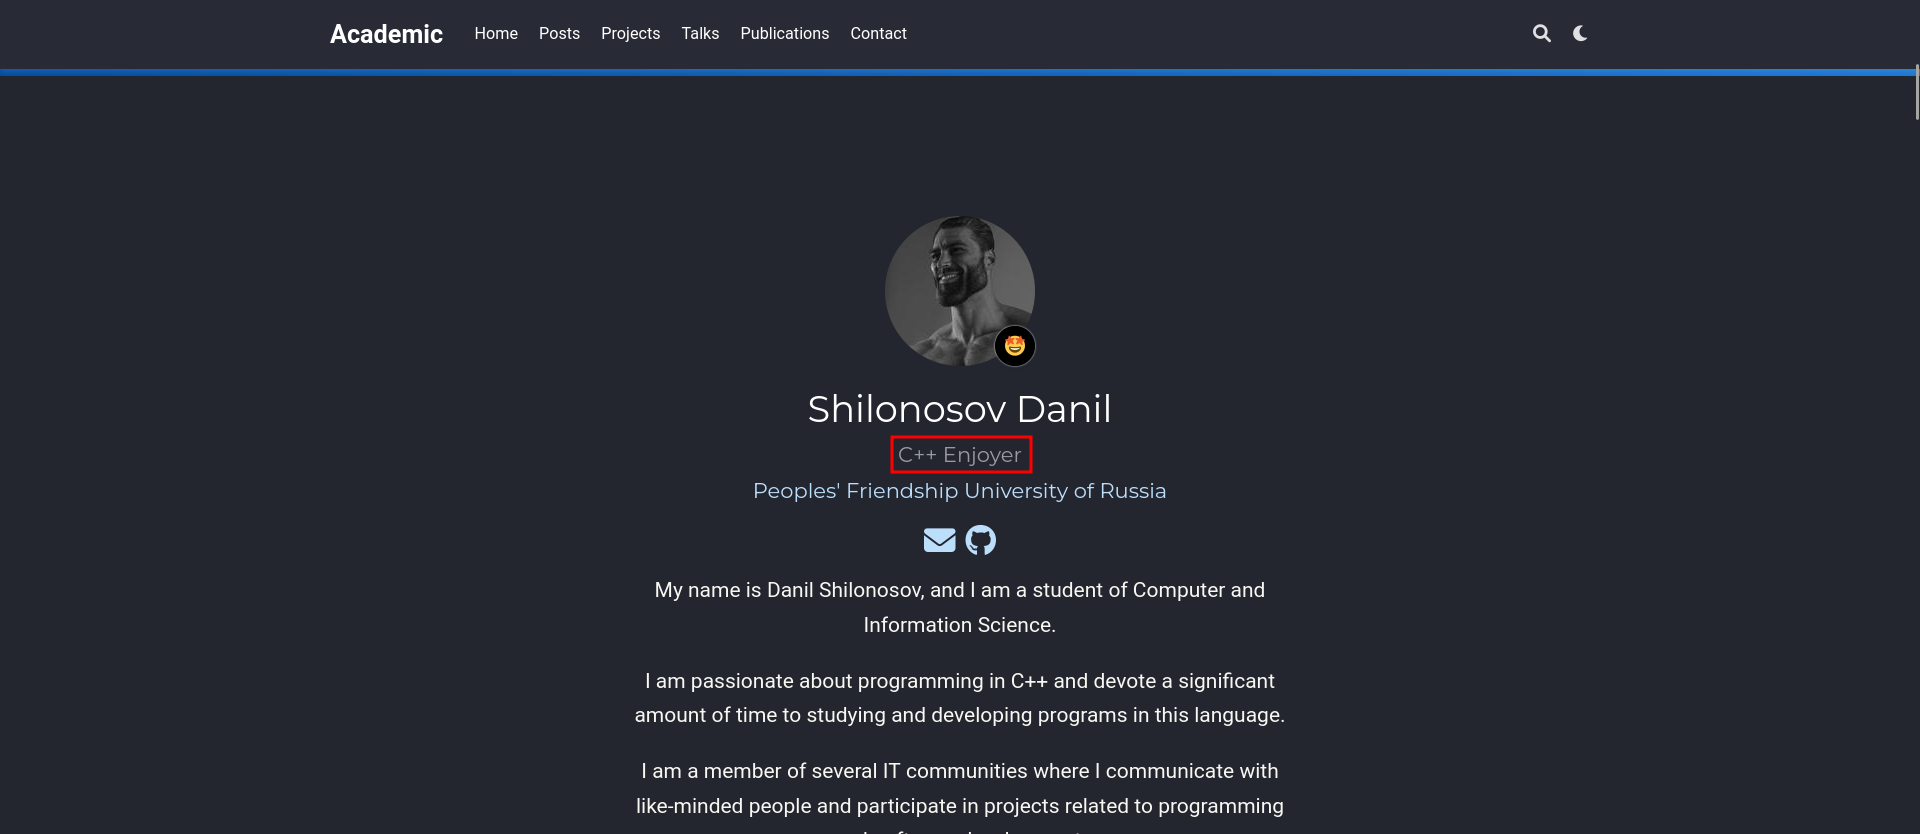 Academic Home Posts Projects Talks Publications Contact
Shilonosov Danil
C++ Enjoyer
Peoples' Friendship University of Russia
My name is Danil Shilonosov, and I am a student of Computer and
Information Science.
I am passionate about programming in C++ and devote a significant
amount of time to studying and developing programs in this language.
I am a member of several IT communities where I communicate with
like-minded people and participate in projects related to programming